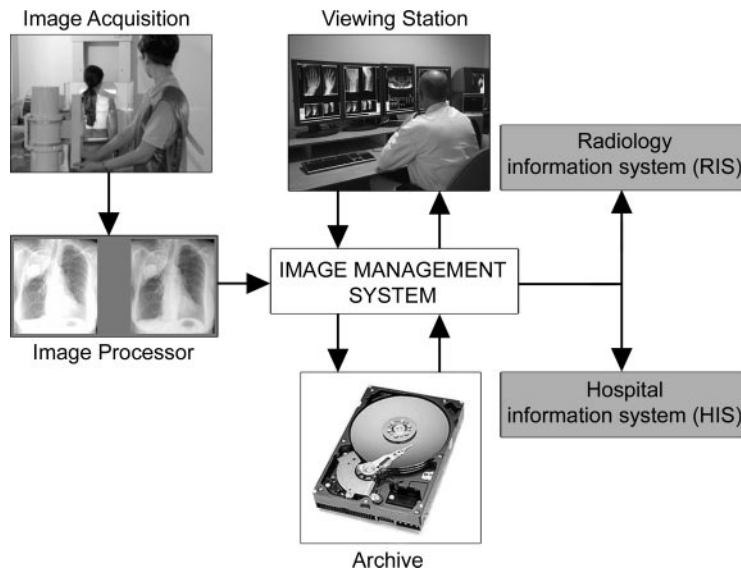 Image Acquisition
Viewing Station
Radiology
information system (RIS)
IMAGE MANAGEMENT
SYSTEM
Image Processor
Hospital
information system (HIS)
Archive